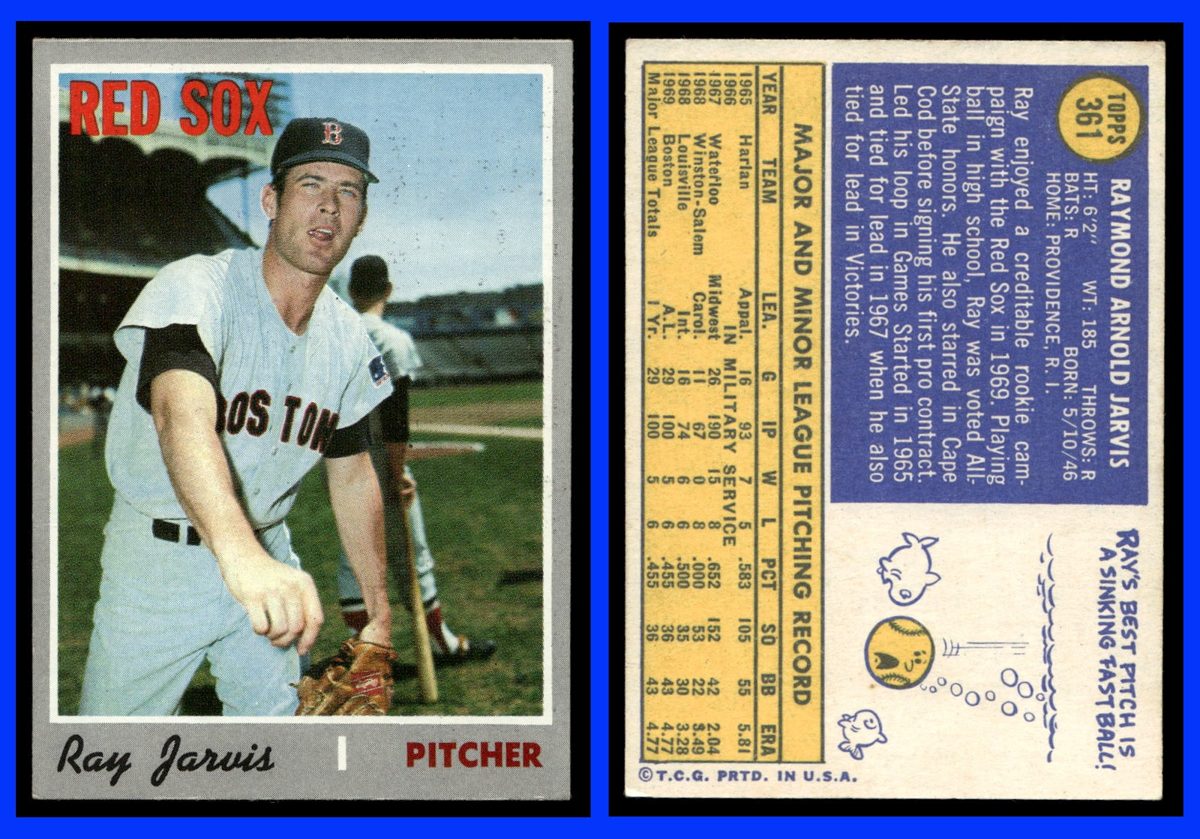 RED SOX
B
BOSTON
Ray Jarvis
PITCHER
TOPPS
361
RAYMOND ARNOLD JARVIS
HT: 6'2" WT: 185 THROWS: R
BATS: R BORN: 5/10/46
HOME: PROVIDENCE, R. I.
Ray enjoyed a creditable rookie cam-
paign with the Red Sox in 1969. Playing
ball in high school, Ray was voted All-
State honors. He also starred in Cape
Cod before signing his first pro contract.
Led his loop in Games Started in 1965
and tied for lead in 1967 when he also
tied for lead in Victories.
RAY'S BEST PITCH IS
A SINKING FAST BALL!
MAJOR AND MINOR LEAGUE PITCHING RECORD
YEAR TEAM LEA. G IP W L PCT SO BB ERA
1965 Harlan Appal. 16 93 7 5 .583 105 55 5.81
1966 IN MILITARY SERVICE
1967 Waterloo Midwest 26 190 15 8 .652 152 42 2.04
1968 Winston-Salem Carol. 11 67 0 8 .000 53 22 3.49
1968 Louisville Int. 16 74 6 6 .500 35 30 3.28
1969 Boston A.L. 29 100 5 6 .455 36 43 4.77
Major League Totals 1 Yr. 29 100 5 6 .455 36 43 4.77
© T.C.G. PRTD. IN U.S.A.